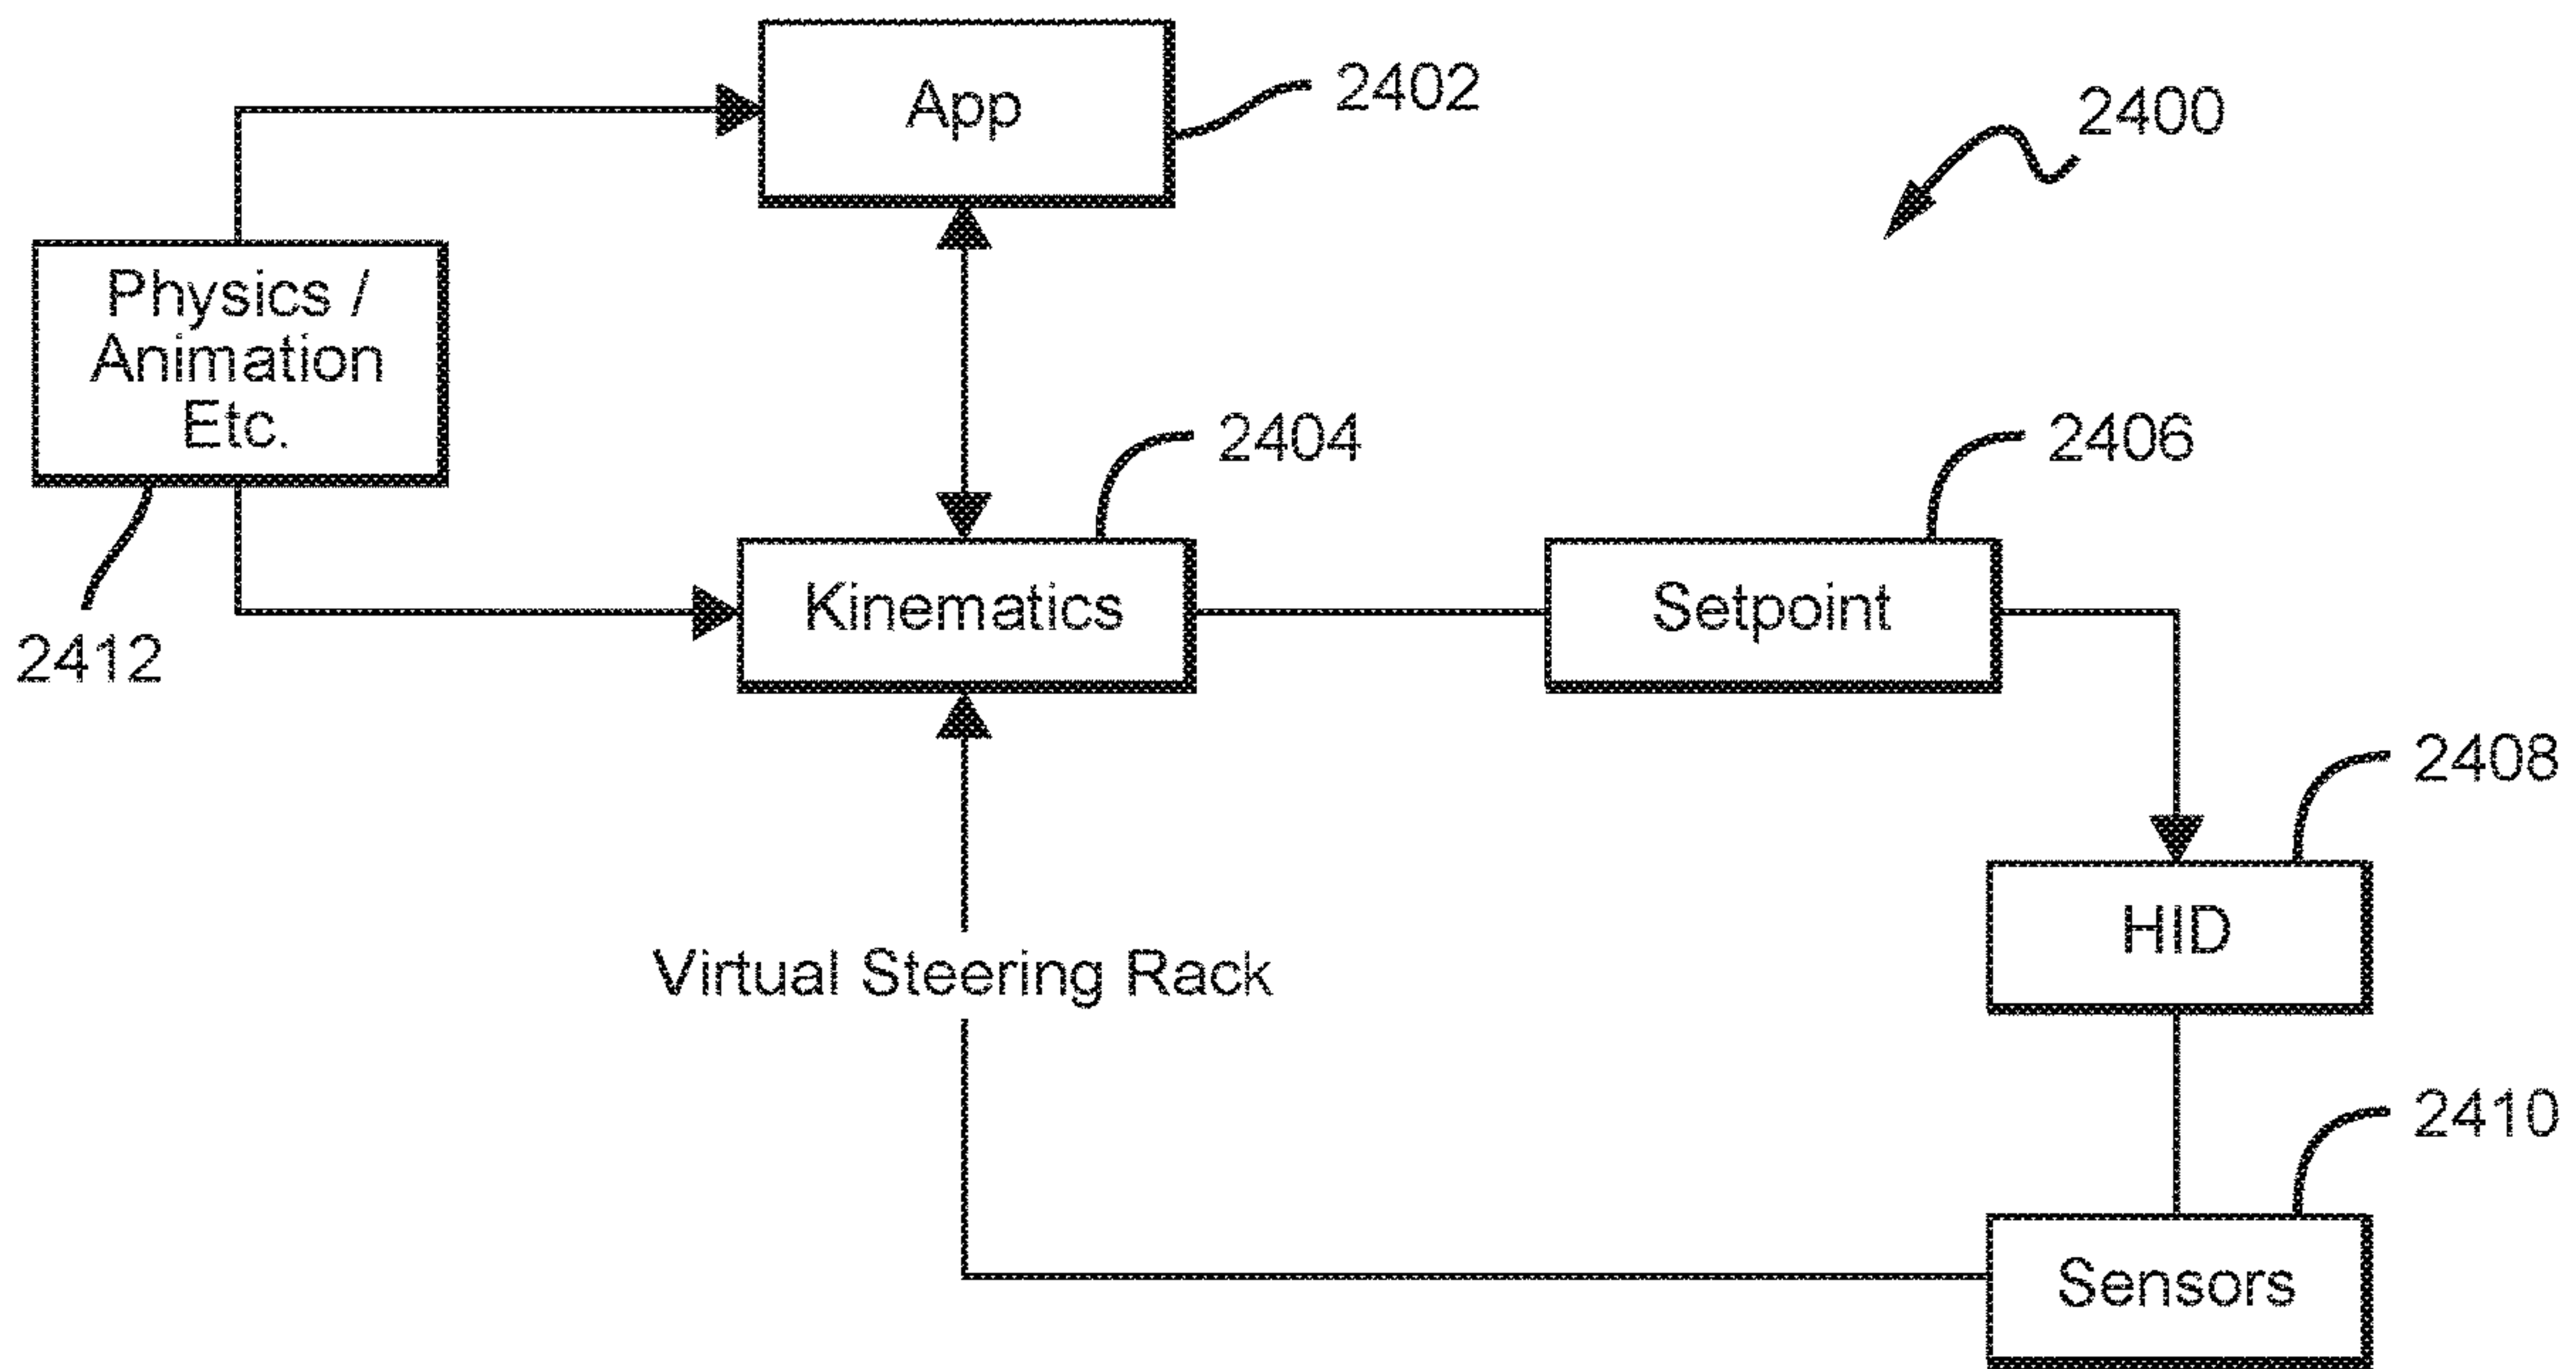 App
2402
2400
Physics /
Animation
Etc.
2412
2404
2406
Kinematics
Setpoint
2408
HID
Virtual Steering Rack
2410
Sensors